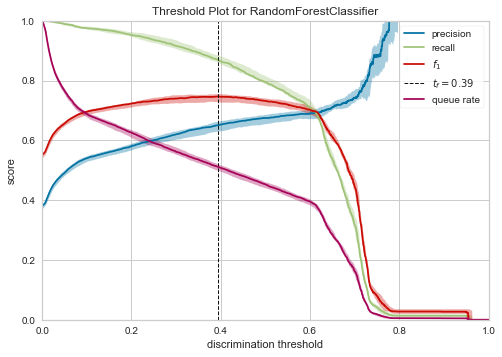 Threshold Plot for RandomForestClassifier
1.0
0.8
0.6
0.4
0.2
0.0
score
precision
recall
f₁
tᵣ = 0.39
queue rate
0.0 0.2 0.4 0.6 0.8 1.0
discrimination threshold